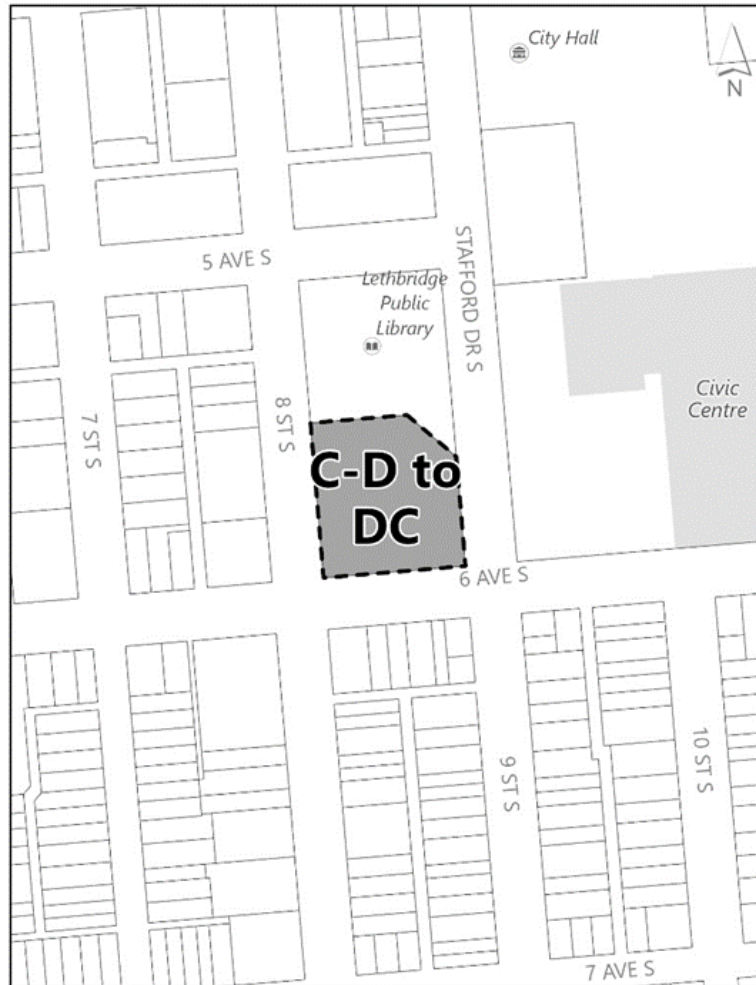 City Hall
N
5 AVE S
STAFFORD DR S
Lethbridge
Public
Library
7 ST S
8 ST S
Civic
Centre
C-D to
DC
6 AVE S
9 ST S
10 ST S
7 AVE S